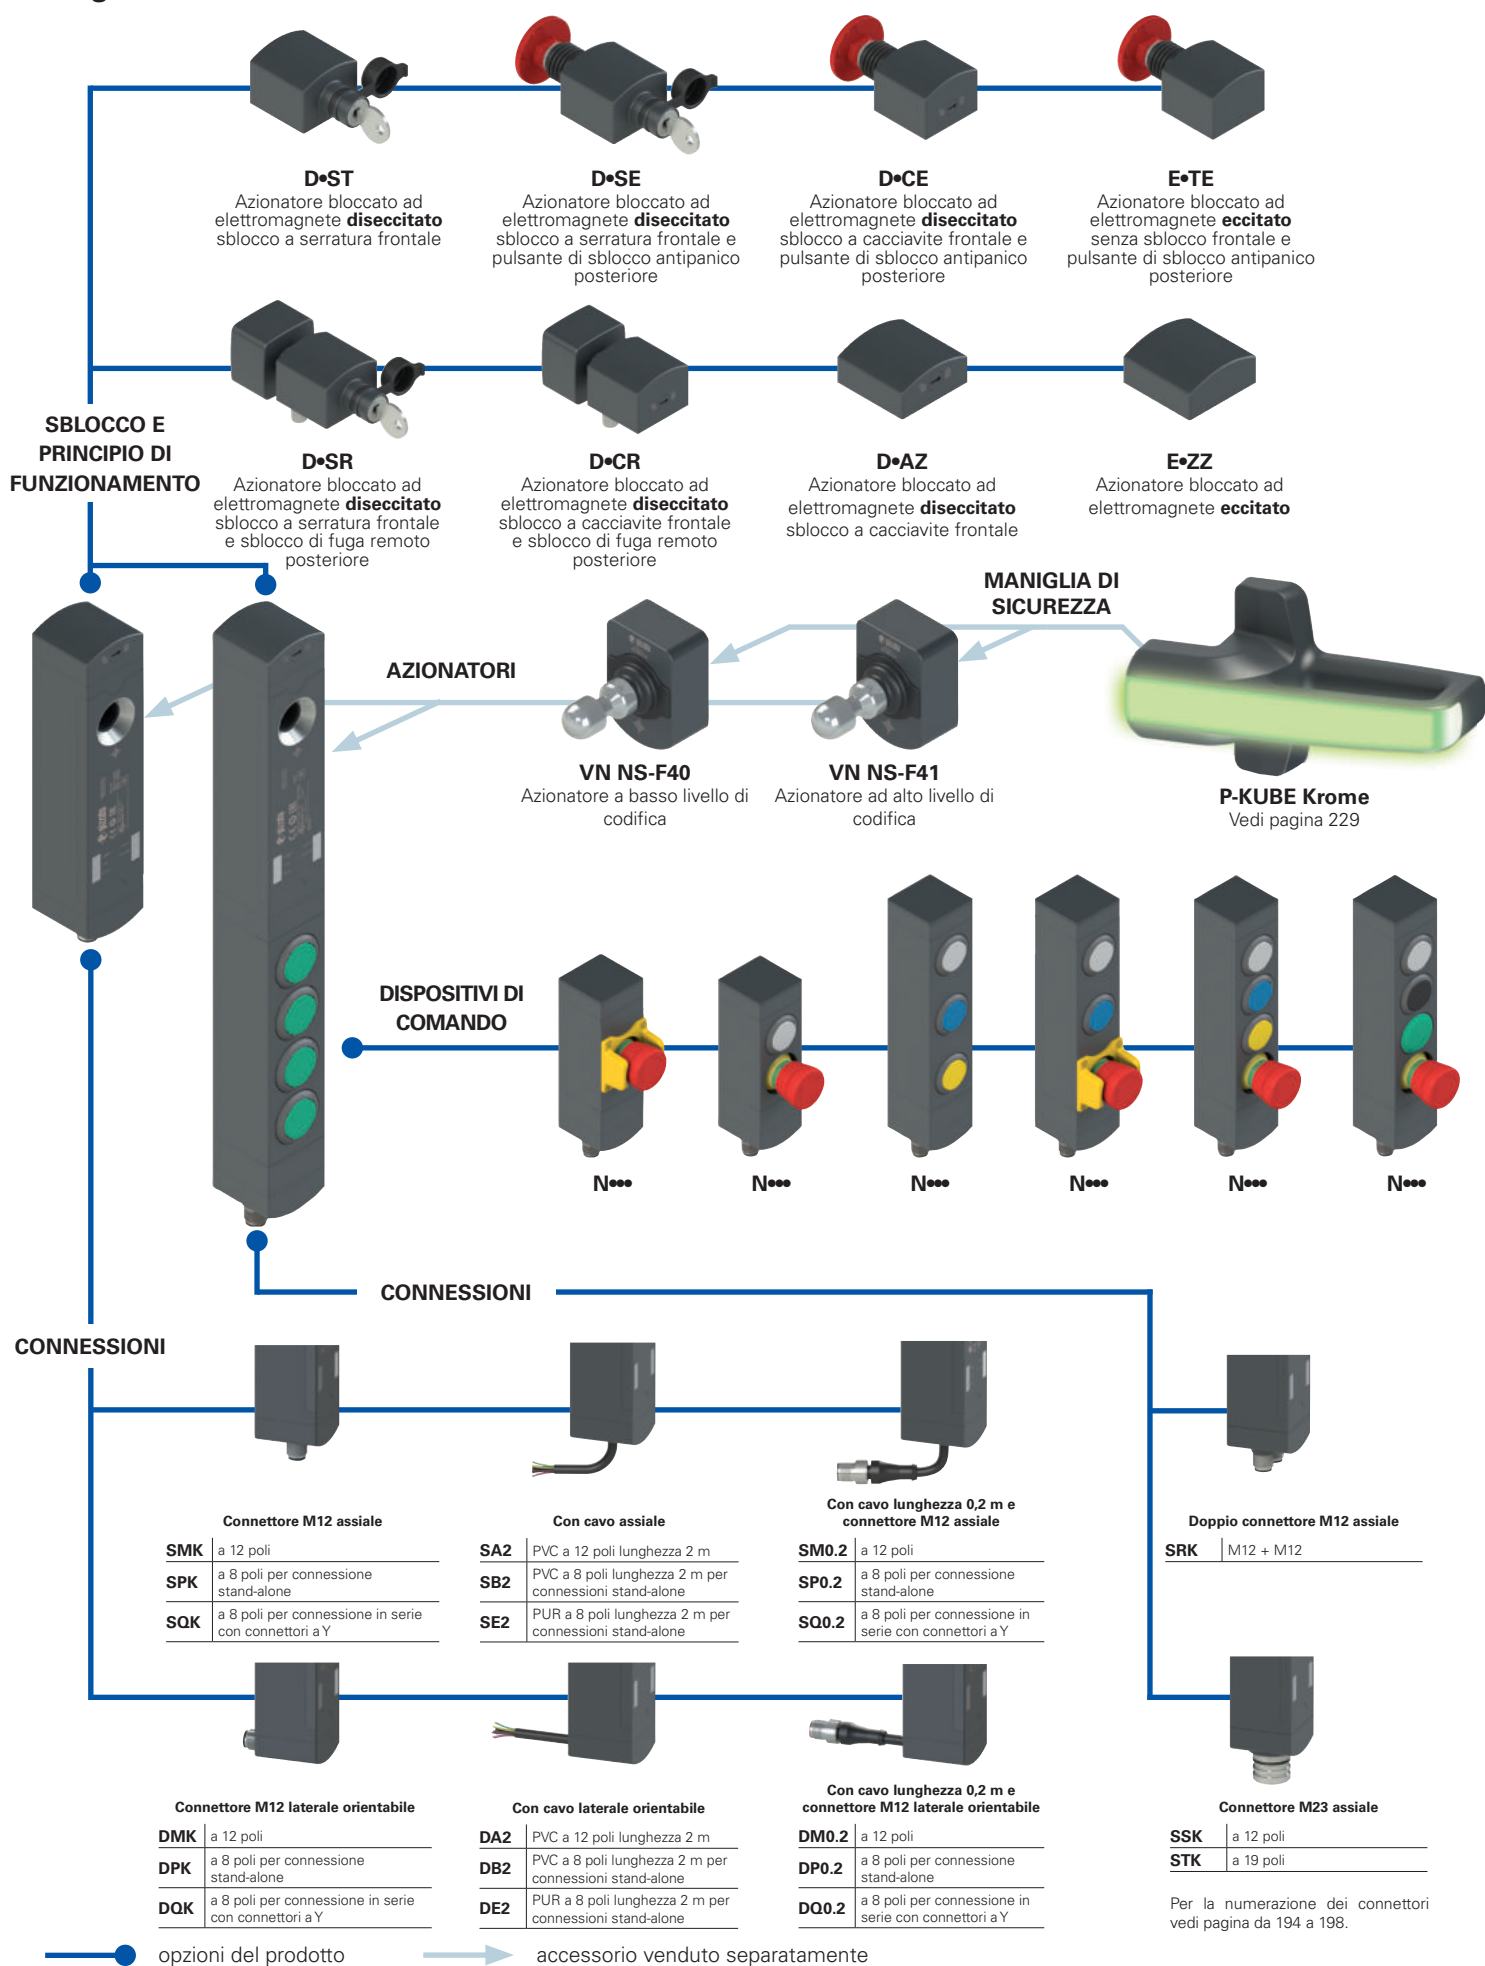 D•ST
Azionatore bloccato ad
elettromagnete diseccitato
sblocco a serratura frontale
D•SE
Azionatore bloccato ad
elettromagnete diseccitato
sblocco a serratura frontale e
pulsante di sblocco antipanico
posteriore
D•CE
Azionatore bloccato ad
elettromagnete diseccitato
sblocco a cacciavite frontale e
pulsante di sblocco antipanico
posteriore
E•TE
Azionatore bloccato ad
elettromagnete eccitato
senza sblocco frontale e
pulsante di sblocco antipanico
posteriore
SBLOCCO E
PRINCIPIO DI
FUNZIONAMENTO
D•SR
Azionatore bloccato ad
elettromagnete diseccitato
sblocco a serratura frontale
e sblocco di fuga remoto
posteriore
D•CR
Azionatore bloccato ad
elettromagnete diseccitato
sblocco a cacciavite frontale
e sblocco di fuga remoto
posteriore
D•AZ
Azionatore bloccato ad
elettromagnete diseccitato
sblocco a cacciavite frontale
E•ZZ
Azionatore bloccato ad
elettromagnete eccitato
MANIGLIA DI
SICUREZZA
AZIONATORI
VN NS-F40
Azionatore a basso livello di
codifica
VN NS-F41
Azionatore ad alto livello di
codifica
P-KUBE Krome
Vedi pagina 229
DISPOSITIVI DI
COMANDO
N•••
N•••
N•••
N•••
N•••
N•••
CONNESSIONI
CONNESSIONI
Connettore M12 assiale
SMK a 12 poli
SPK a 8 poli per connessione
stand-alone
SQK a 8 poli per connessione in serie
con connettori a Y
Con cavo assiale
SA2 PVC a 12 poli lunghezza 2 m
SB2 PVC a 8 poli lunghezza 2 m per
connessioni stand-alone
SE2 PUR a 8 poli lunghezza 2 m per
connessioni stand-alone
Con cavo lunghezza 0,2 m e
connettore M12 assiale
SM0.2 a 12 poli
SP0.2 a 8 poli per connessione
stand-alone
SQ0.2 a 8 poli per connessione in
serie con connettori a Y
Doppio connettore M12 assiale
SRK M12 + M12
Connettore M12 laterale orientabile
DMK a 12 poli
DPK a 8 poli per connessione
stand-alone
DQK a 8 poli per connessione in serie
con connettori a Y
Con cavo laterale orientabile
DA2 PVC a 12 poli lunghezza 2 m
DB2 PVC a 8 poli lunghezza 2 m per
connessioni stand-alone
DE2 PUR a 8 poli lunghezza 2 m per
connessioni stand-alone
Con cavo lunghezza 0,2 m e
connettore M12 laterale orientabile
DM0.2 a 12 poli
DP0.2 a 8 poli per connessione
stand-alone
DQ0.2 a 8 poli per connessione in
serie con connettori a Y
Connettore M23 assiale
SSK a 12 poli
STK a 19 poli
Per la numerazione dei connettori
vedi pagina da 194 a 198.
opzioni del prodotto
accessorio venduto separatamente